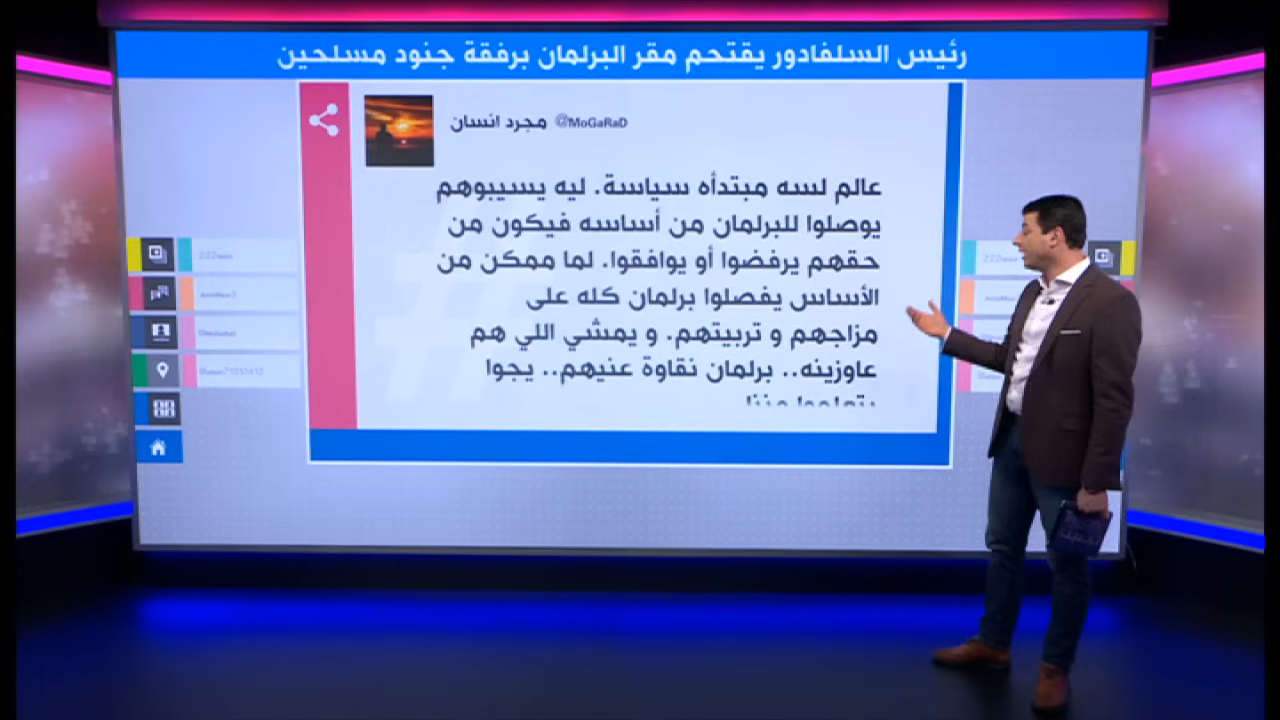 رئيس السلفادور يقتحم مقر البرلمان برفقة جنود مسلحين
مجرد انسان @MoGaRaD
عالم لسه مبتدأه سياسة. ليه يسيبوهم
يوصلوا للبرلمان من أساسه فيكون من
حقهم يرفضوا أو يوافقوا. لما ممكن من
الأساس يفصلوا برلمان كله على
مزاجهم و تربيتهم. و يمشي اللي هم
عاوزينه.. برلمان نقاوة عنيهم.. يجوا